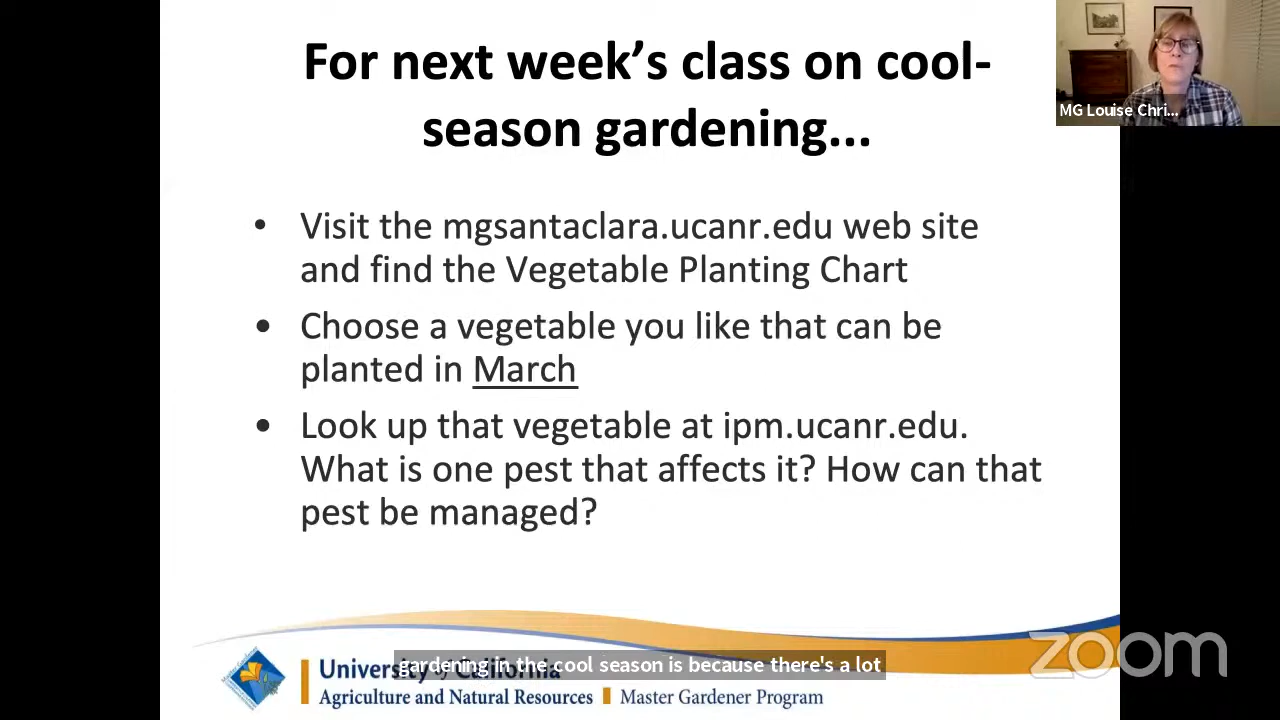 For next week's class on cool-
season gardening...
MG Louise Chri...
• Visit the mgsantaclara.ucanr.edu web site
and find the Vegetable Planting Chart
• Choose a vegetable you like that can be
planted in March
• Look up that vegetable at ipm.ucanr.edu.
What is one pest that affects it? How can that
pest be managed?
University of California
gardening in the cool season is because there's a lot
Agriculture and Natural Resources Master Gardener Program
zoom